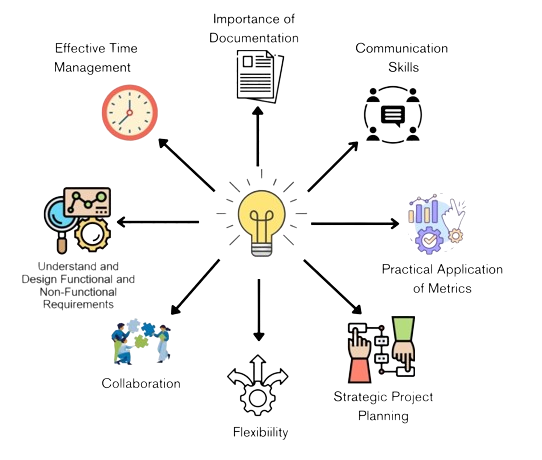 Importance of
Documentation
Effective Time
Management
Communication
Skills
Understand and
Design Functional and
Non-Functional
Requirements
Practical Application
of Metrics
Collaboration
Strategic Project
Planning
Flexibiility